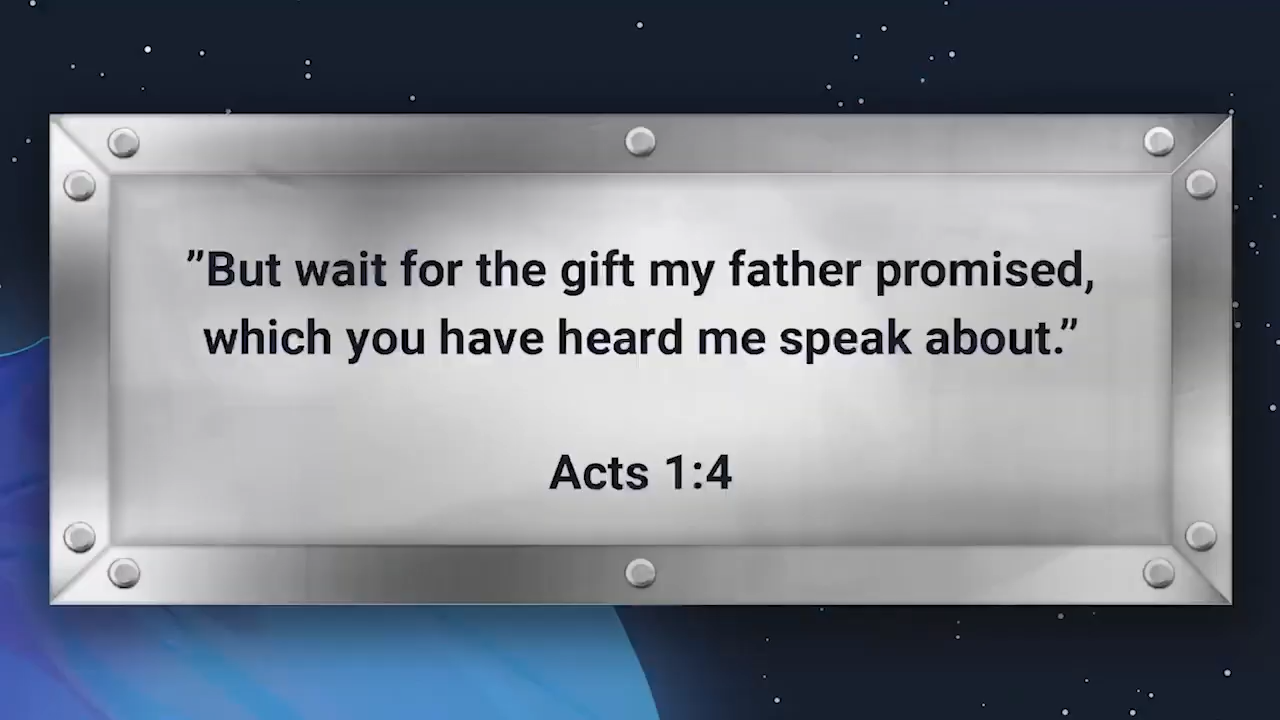 ”But wait for the gift my father promised,
which you have heard me speak about.”
Acts 1:4